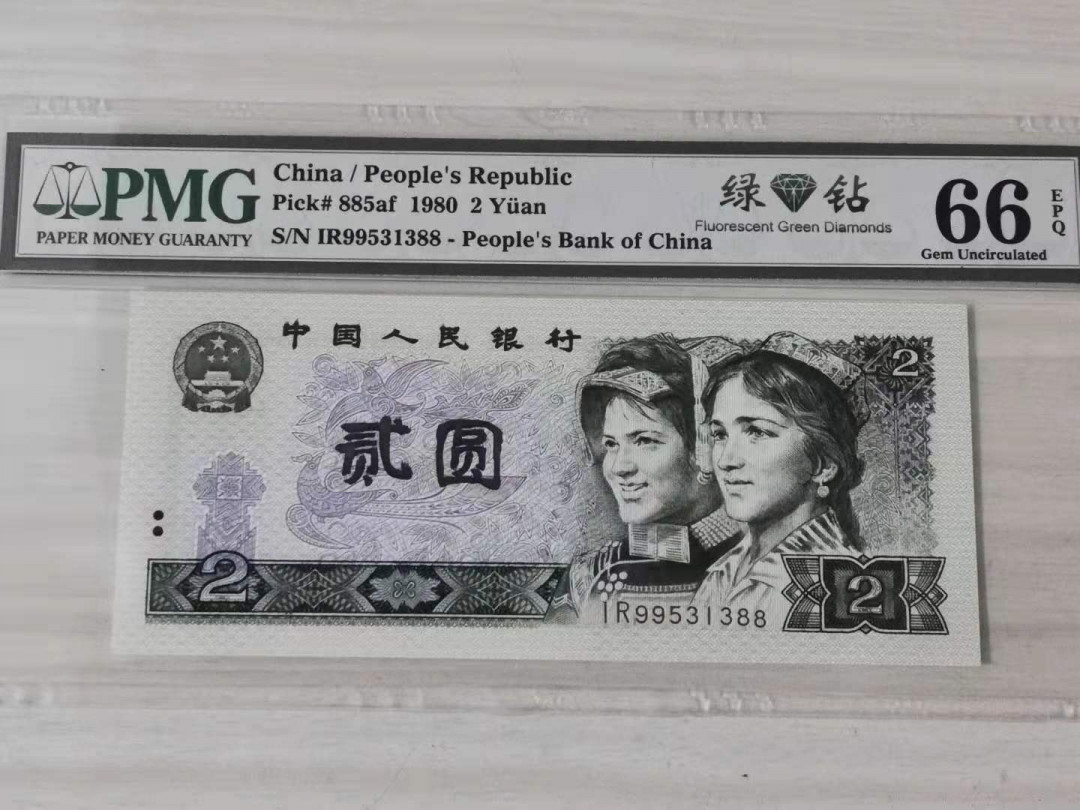 PMG
PAPER MONEY GUARANTY
China / People's Republic
Pick# 885af 1980 2 Yüan
S/N IR99531388 - People's Bank of China
绿钻
Fluorescent Green Diamonds
66 EPQ
Gem Uncirculated
中国人民银行
2
贰圆
2
IR99531388
2